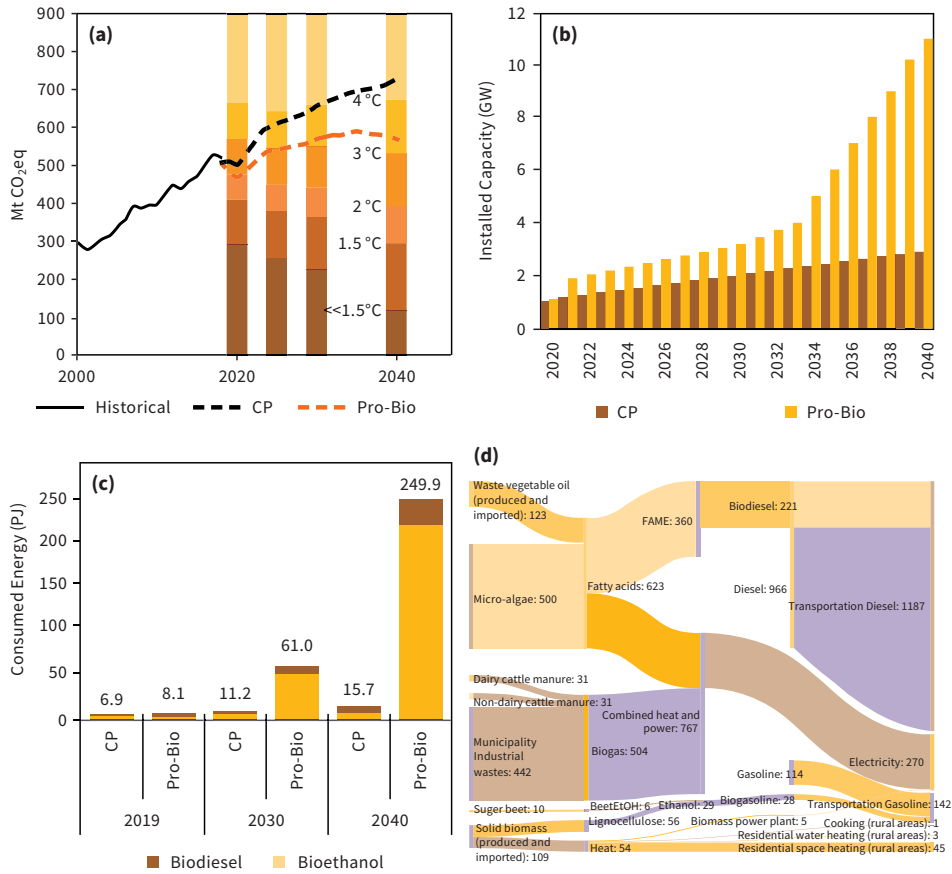 (a)
Mt CO₂eq
900
800
700
600
500
400
300
200
100
0
4 °C
3 °C
2 °C
1.5 °C
<<1.5°C
2000
2020
2040
Historical
CP
Pro-Bio
(b)
Installed Capacity (GW)
12
10
8
6
4
2
0
2020
2022
2024
2026
2028
2030
2032
2034
2036
2038
2040
CP
Pro-Bio
(c)
Consumed Energy (PJ)
250
200
150
100
50
0
6.9
8.1
11.2
61.0
15.7
249.9
CP
Pro-Bio
CP
Pro-Bio
CP
Pro-Bio
2019
2030
2040
Biodiesel
Bioethanol
(d)
Waste vegetable oil
(produced and
imported): 123
FAME: 360
Biodiesel: 221
Micro-algae: 500
Fatty acids: 623
Diesel: 966
Transportation Diesel: 1187
Dairy cattle manure: 31
Non-dairy cattle manure: 31
Combined heat and
power: 767
Municipality
Industrial
wastes: 442
Biogas: 504
Electricity: 270
Gasoline: 114
Suger beet: 10
BeetEtOH: 6
Ethanol: 29
Biogasoline: 28
Transportation Gasoline: 142
Solid biomass
(produced and
imported): 109
Lignocellose: 56
Biomass power plant: 5
Cooking (rural areas): 1
Residential water heating (rural areas): 3
Heat: 54
Residential space heating (rural areas): 45